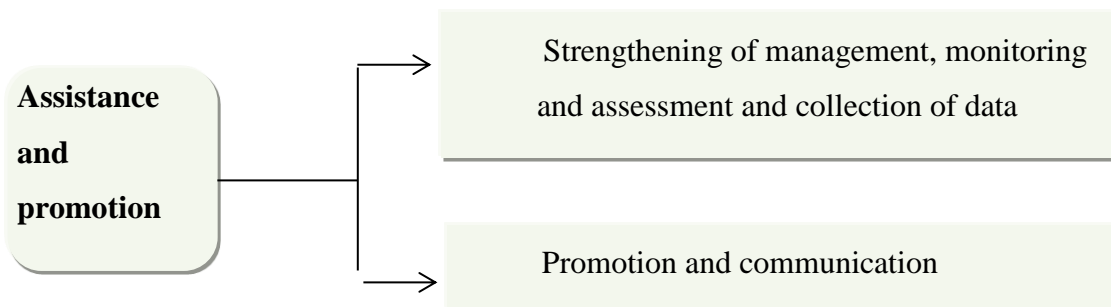 Assistance
and
promotion
Strengthening of management, monitoring
and assessment and collection of data
Promotion and communication